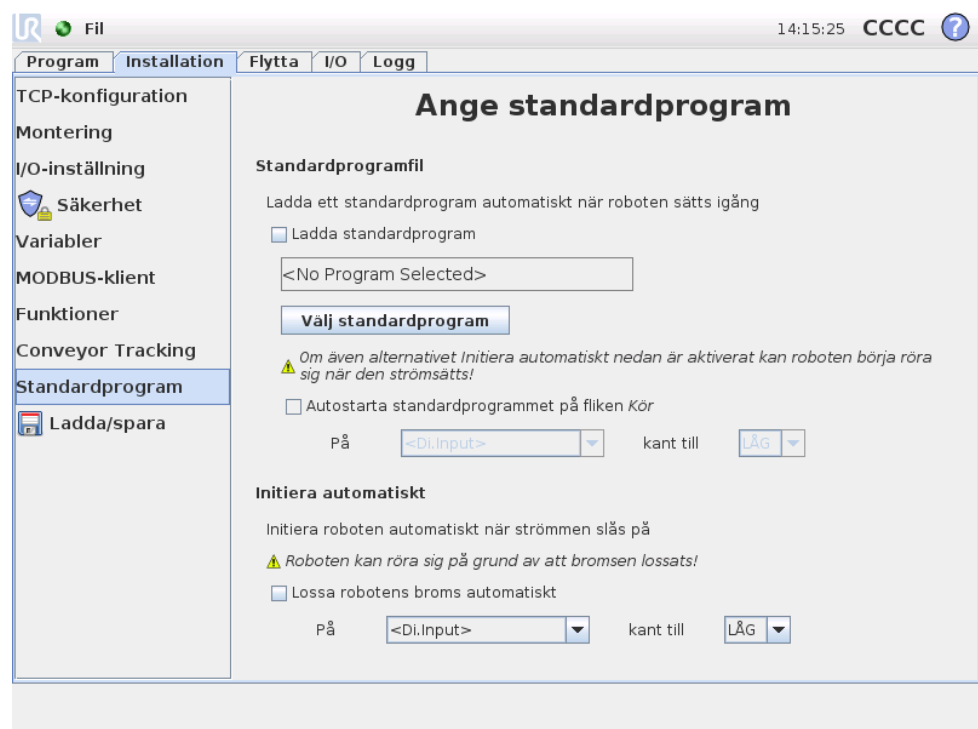 UR Fil 14:15:25 CCCC ?
Program Installation Flytta I/O Logg
TCP-konfiguration
Montering
I/O-inställning
Säkerhet
Variabler
MODBUS-klient
Funktioner
Conveyor Tracking
Standardprogram
Ladda/spara
Ange standardprogram
Standardprogramfil
Ladda ett standardprogram automatiskt när roboten sätts igång
Ladda standardprogram
<No Program Selected>
Välj standardprogram
Om även alternativet Initiera automatiskt nedan är aktiverat kan roboten börja röra
sig när den strömsätts!
Autostarta standardprogrammet på fliken Kör
På <Di.Input> kant till LÅG
Initiera automatiskt
Initiera roboten automatiskt när strömmen slås på
Roboten kan röra sig på grund av att bromsen lossats!
Lossa robotens broms automatiskt
På <Di.Input> kant till LÅG